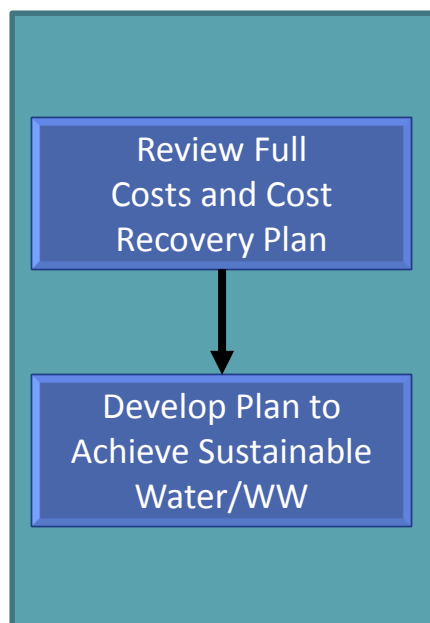 Review Full
Costs and Cost
Recovery Plan
Develop Plan to
Achieve Sustainable
Water/WW